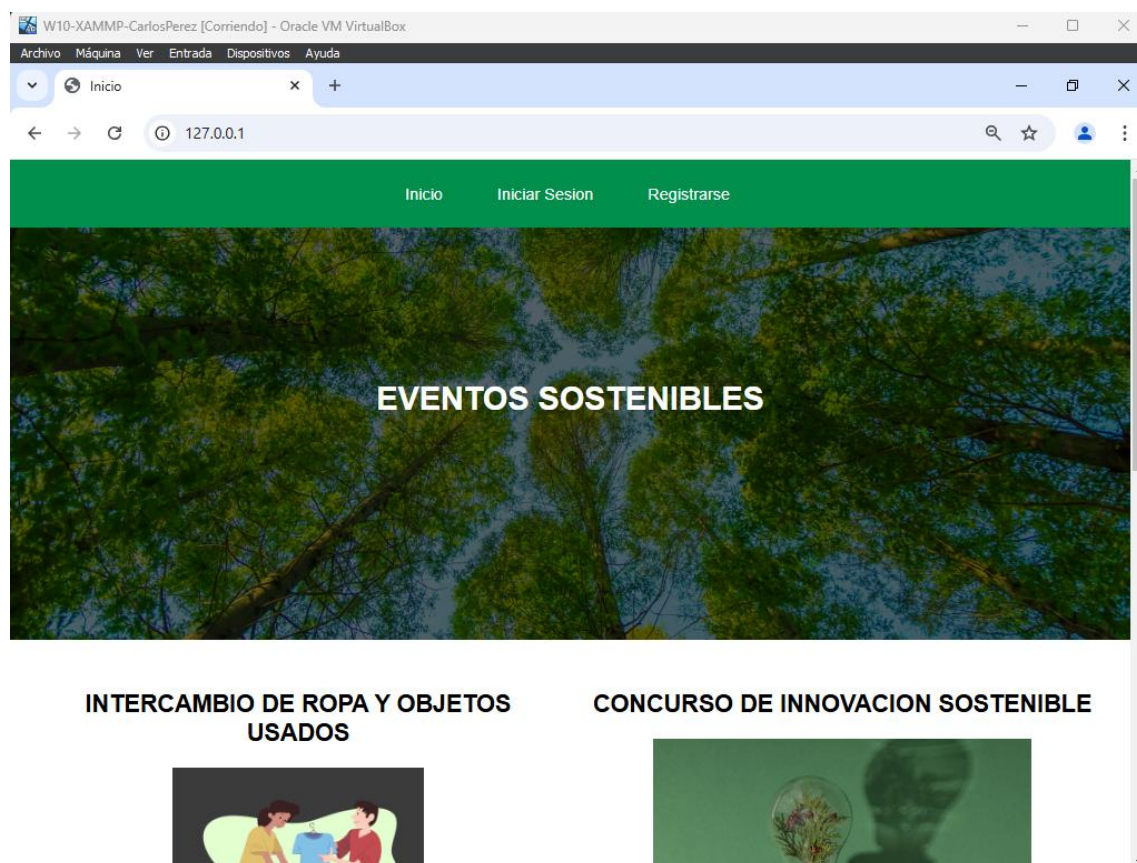 W10-XAMMP-CarlosPerez [Corriendo] - Oracle VM VirtualBox
Archivo Máquina Ver Entrada Dispositivos Ayuda
Inicio
127.0.0.1
Inicio Iniciar Sesion Registrarse
EVENTOS SOSTENIBLES
INTERCAMBIO DE ROPA Y OBJETOS
USADOS
CONCURSO DE INNOVACION SOSTENIBLE